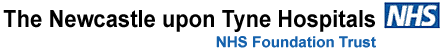 The Newcastle upon Tyne Hospitals NHS
NHS Foundation Trust